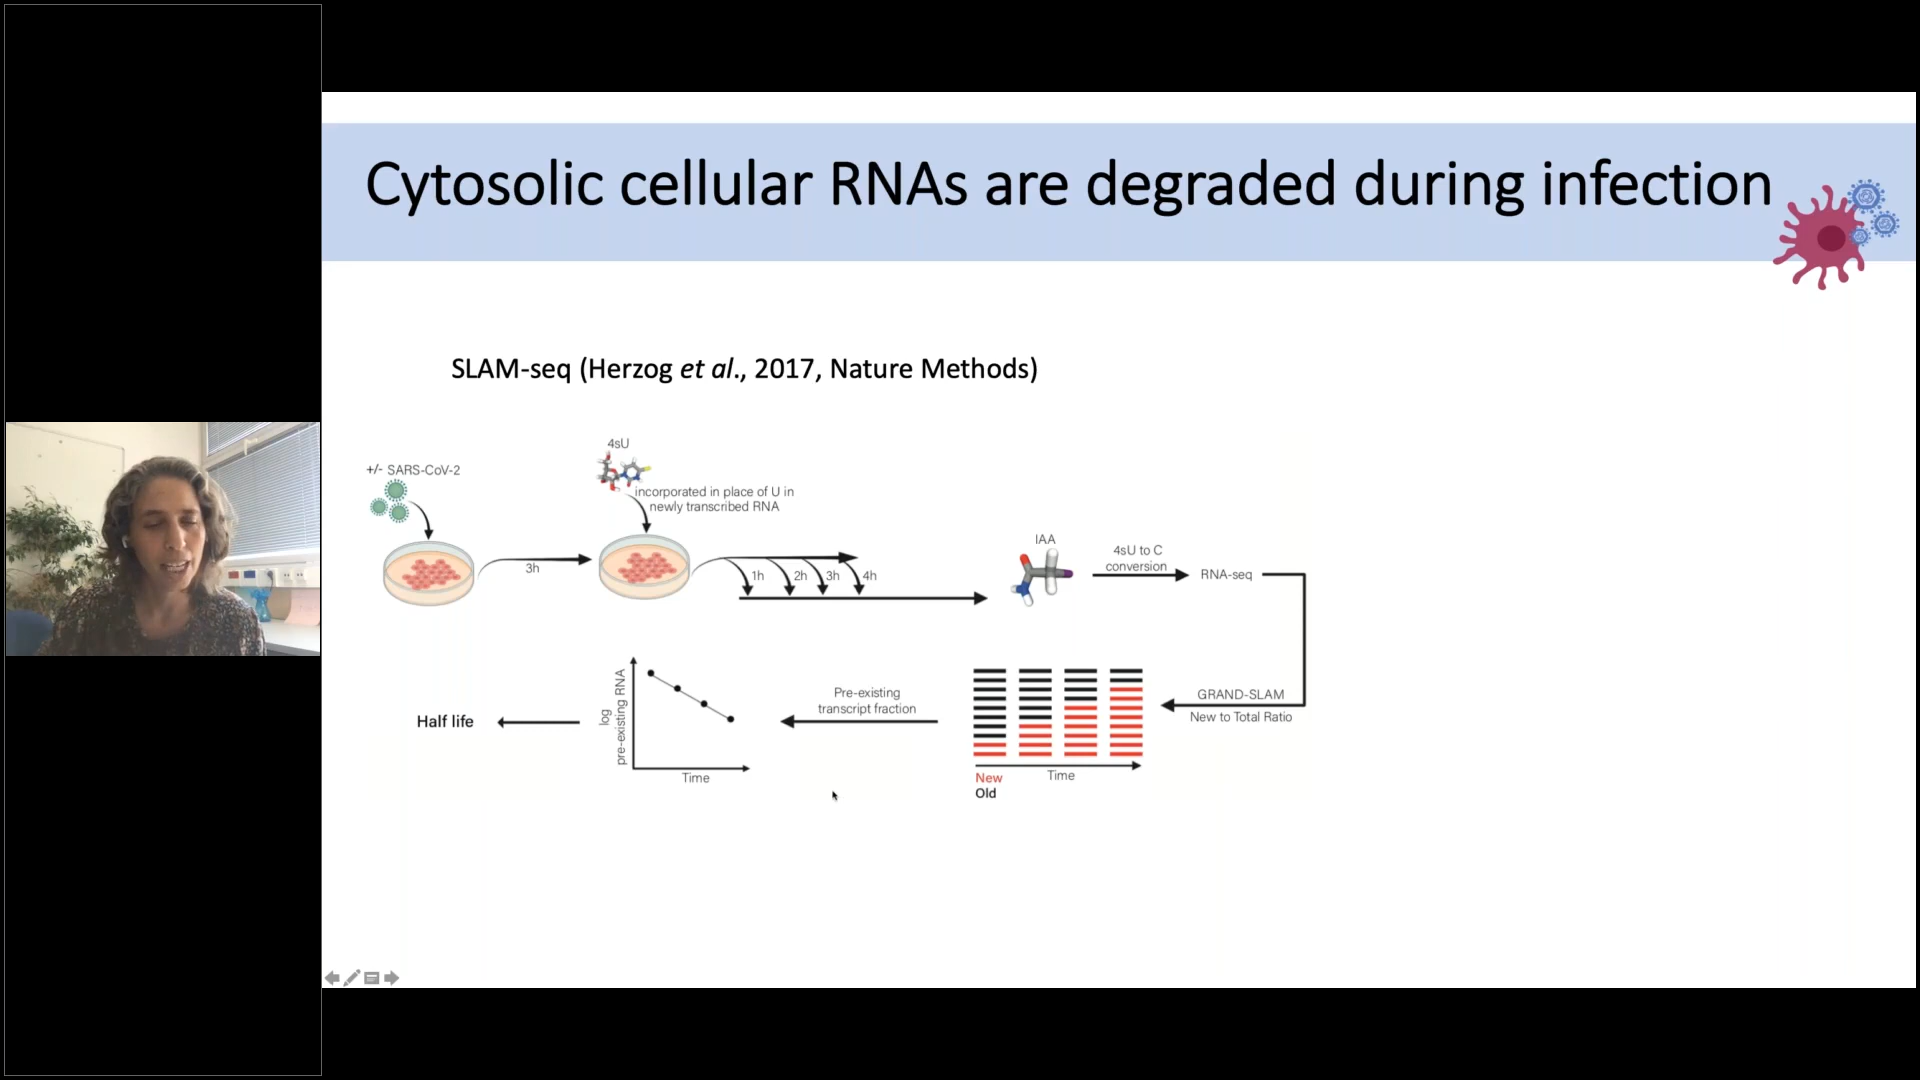 Cytosolic cellular RNAs are degraded during infection
SLAM-seq (Herzog et al., 2017, Nature Methods)
+/- SARS-CoV-2
3h
4sU
incorporated in place of U in
newly transcribed RNA
1h
2h
3h
4h
IAA
4sU to C
conversion
RNA-seq
GRAND-SLAM
New to Total Ratio
New
Old
Time
Pre-existing
transcript fraction
log
pre-existing RNA
Time
Half life